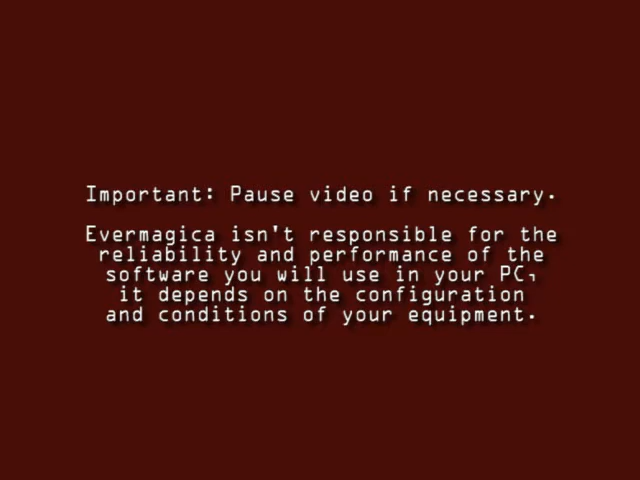 Important: Pause video if necessary.
Evermagica isn't responsible for the
reliability and performance of the
software you will use in your PC,
it depends on the configuration
and conditions of your equipment.